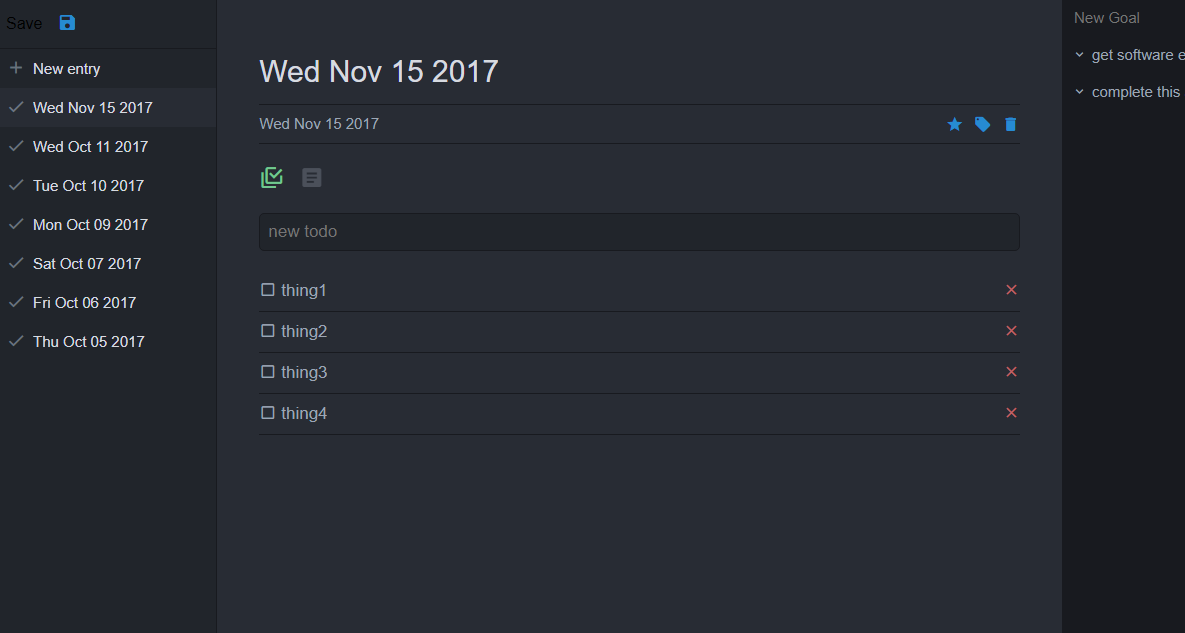 Save
New entry
Wed Nov 15 2017
Wed Oct 11 2017
Tue Oct 10 2017
Mon Oct 09 2017
Sat Oct 07 2017
Fri Oct 06 2017
Thu Oct 05 2017
Wed Nov 15 2017
Wed Nov 15 2017
new todo
thing1
thing2
thing3
thing4
New Goal
get software e
complete this